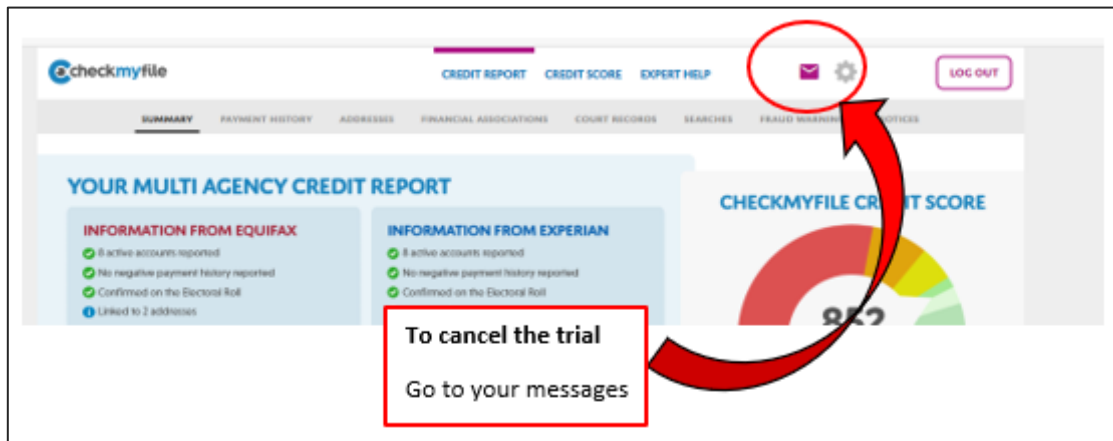 checkmyfile
CREDIT REPORT CREDIT SCORE EXPERT HELP
LOG OUT
SUMMARY PAYMENT HISTORY ADDRESSES FINANCIAL ASSOCIATIONS COURT RECORDS SEARCHES FRAUD NOTICES
YOUR MULTI AGENCY CREDIT REPORT
INFORMATION FROM EQUIFAX
8 active accounts reported
No negative payment history reported
Confirmed on the Electoral Roll
Linked to 2 addresses
INFORMATION FROM EXPERIAN
8 active accounts reported
No negative payment history reported
Confirmed on the Electoral Roll
CHECKMYFILE SCORE
852
To cancel the trial
Go to your messages